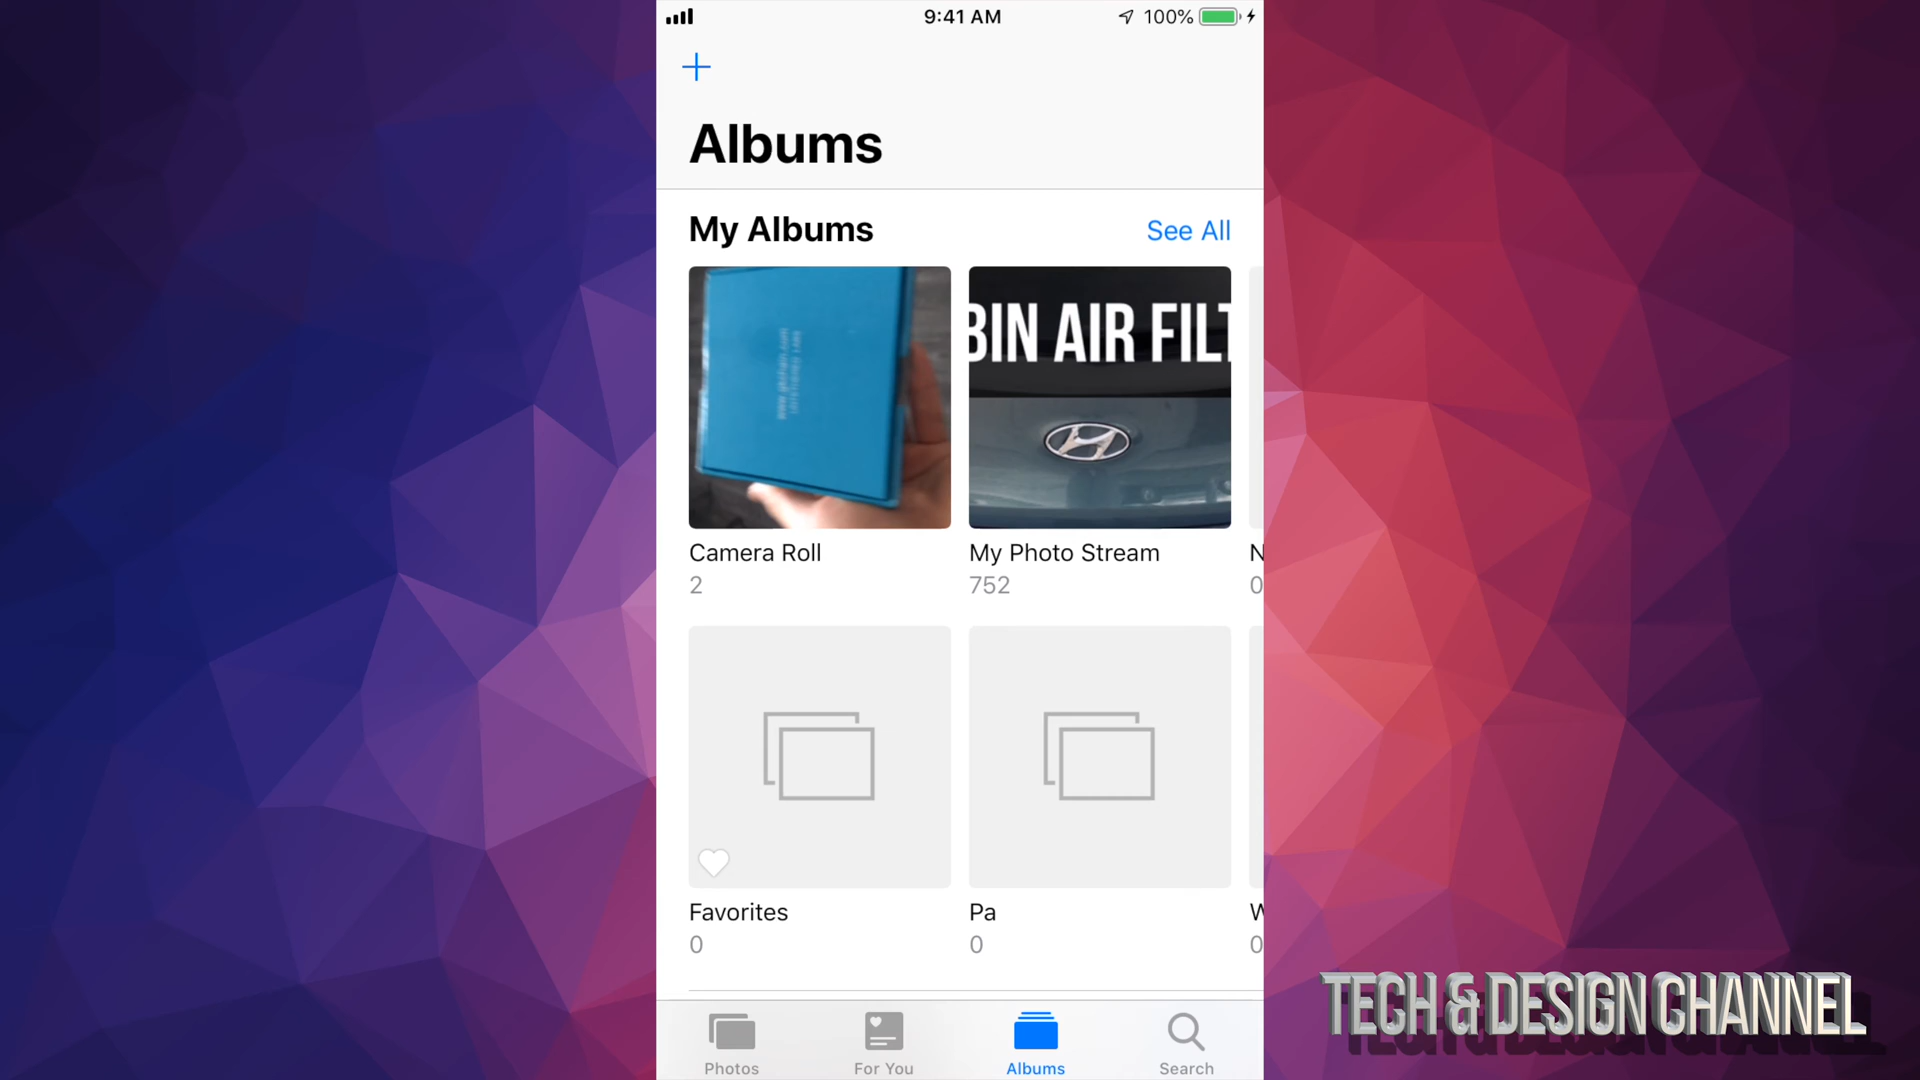 9:41 AM
100%
Albums
My Albums
See All
BIN AIR FILT
Camera Roll
2
My Photo Stream
752
N
0
Favorites
0
Pa
0
W
0
Photos
For You
Albums
Search
TECH & DESIGN CHANNEL